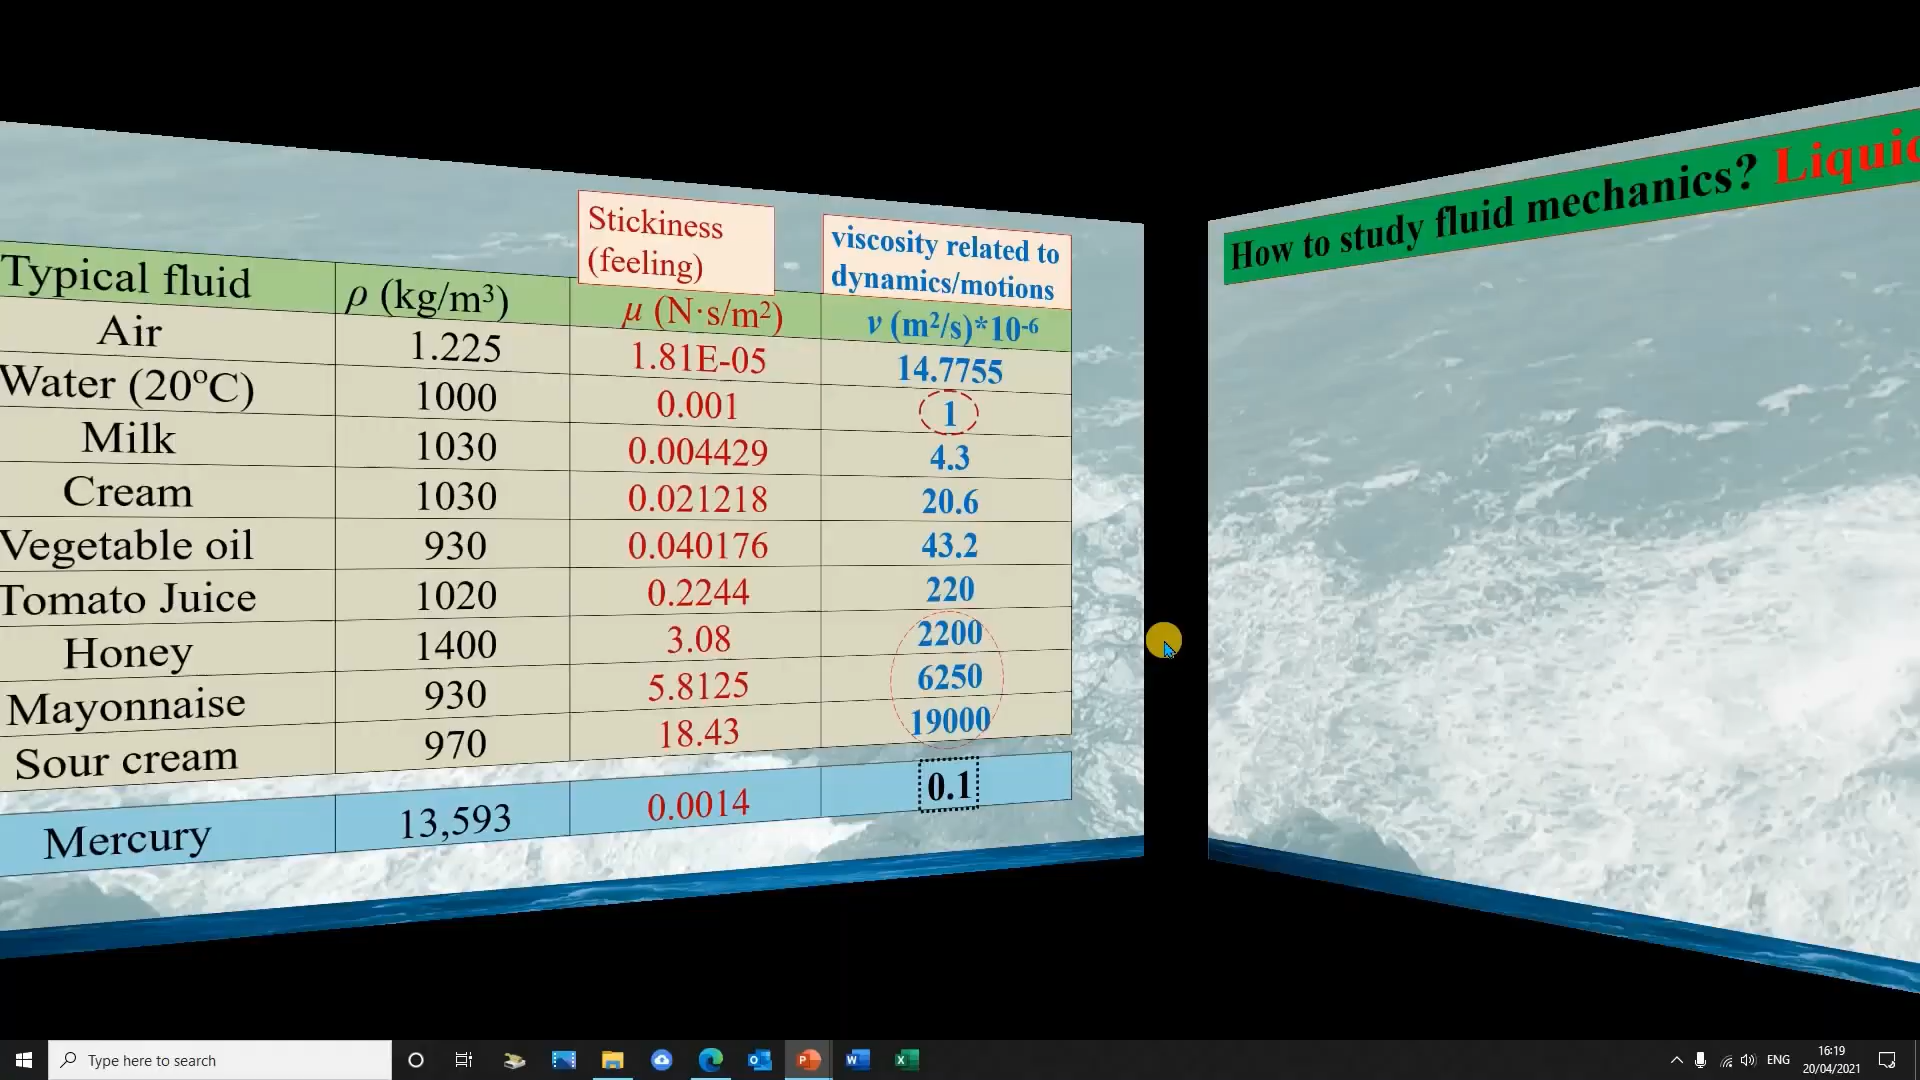 Stickiness
(feeling)
viscosity related to
dynamics/motions
Typical fluid ρ (kg/m³) μ (N·s/m²) ν (m²/s)*10⁻⁶
Air 1.225 1.81E-05 14.7755
Water (20°C) 1000 0.001 1
Milk 1030 0.004429 4.3
Cream 1030 0.021218 20.6
Vegetable oil 930 0.040176 43.2
Tomato Juice 1020 0.2244 220
Honey 1400 3.08 2200
Mayonnaise 930 5.8125 6250
Sour cream 970 18.43 19000
Mercury 13,593 0.0014 0.1
How to study fluid mechanics? Liquid
Type here to search
ENG
16:19
20/04/2021